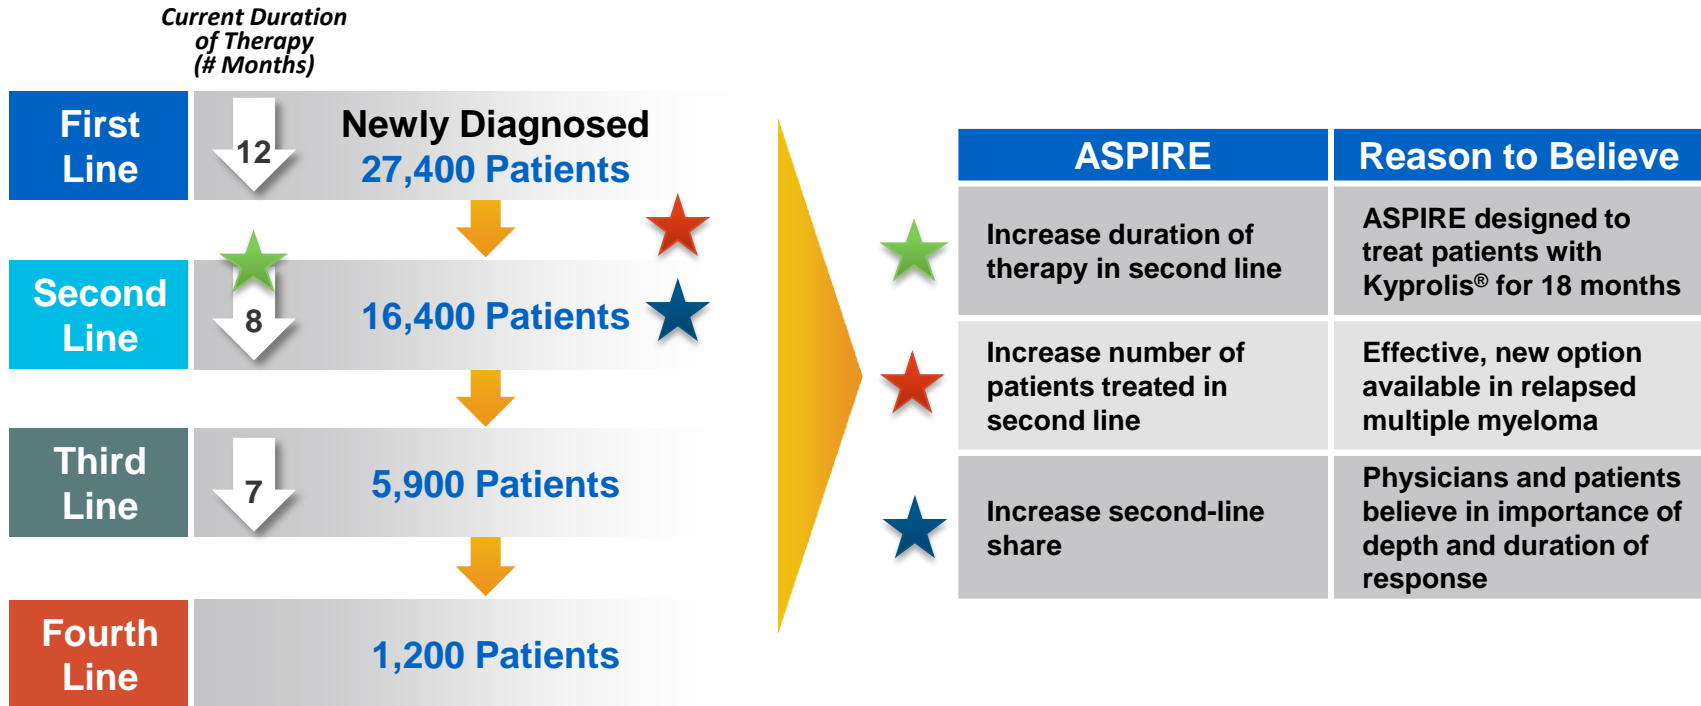 Current Duration
of Therapy
(# Months)
First
Line
12
Newly Diagnosed
27,400 Patients
Second
Line
8
16,400 Patients
Third
Line
7
5,900 Patients
Fourth
Line
1,200 Patients
ASPIRE
Reason to Believe
Increase duration of
therapy in second line
ASPIRE designed to
treat patients with
Kyprolis® for 18 months
Increase number of
patients treated in
second line
Effective, new option
available in relapsed
multiple myeloma
Increase second-line
share
Physicians and patients
believe in importance of
depth and duration of
response